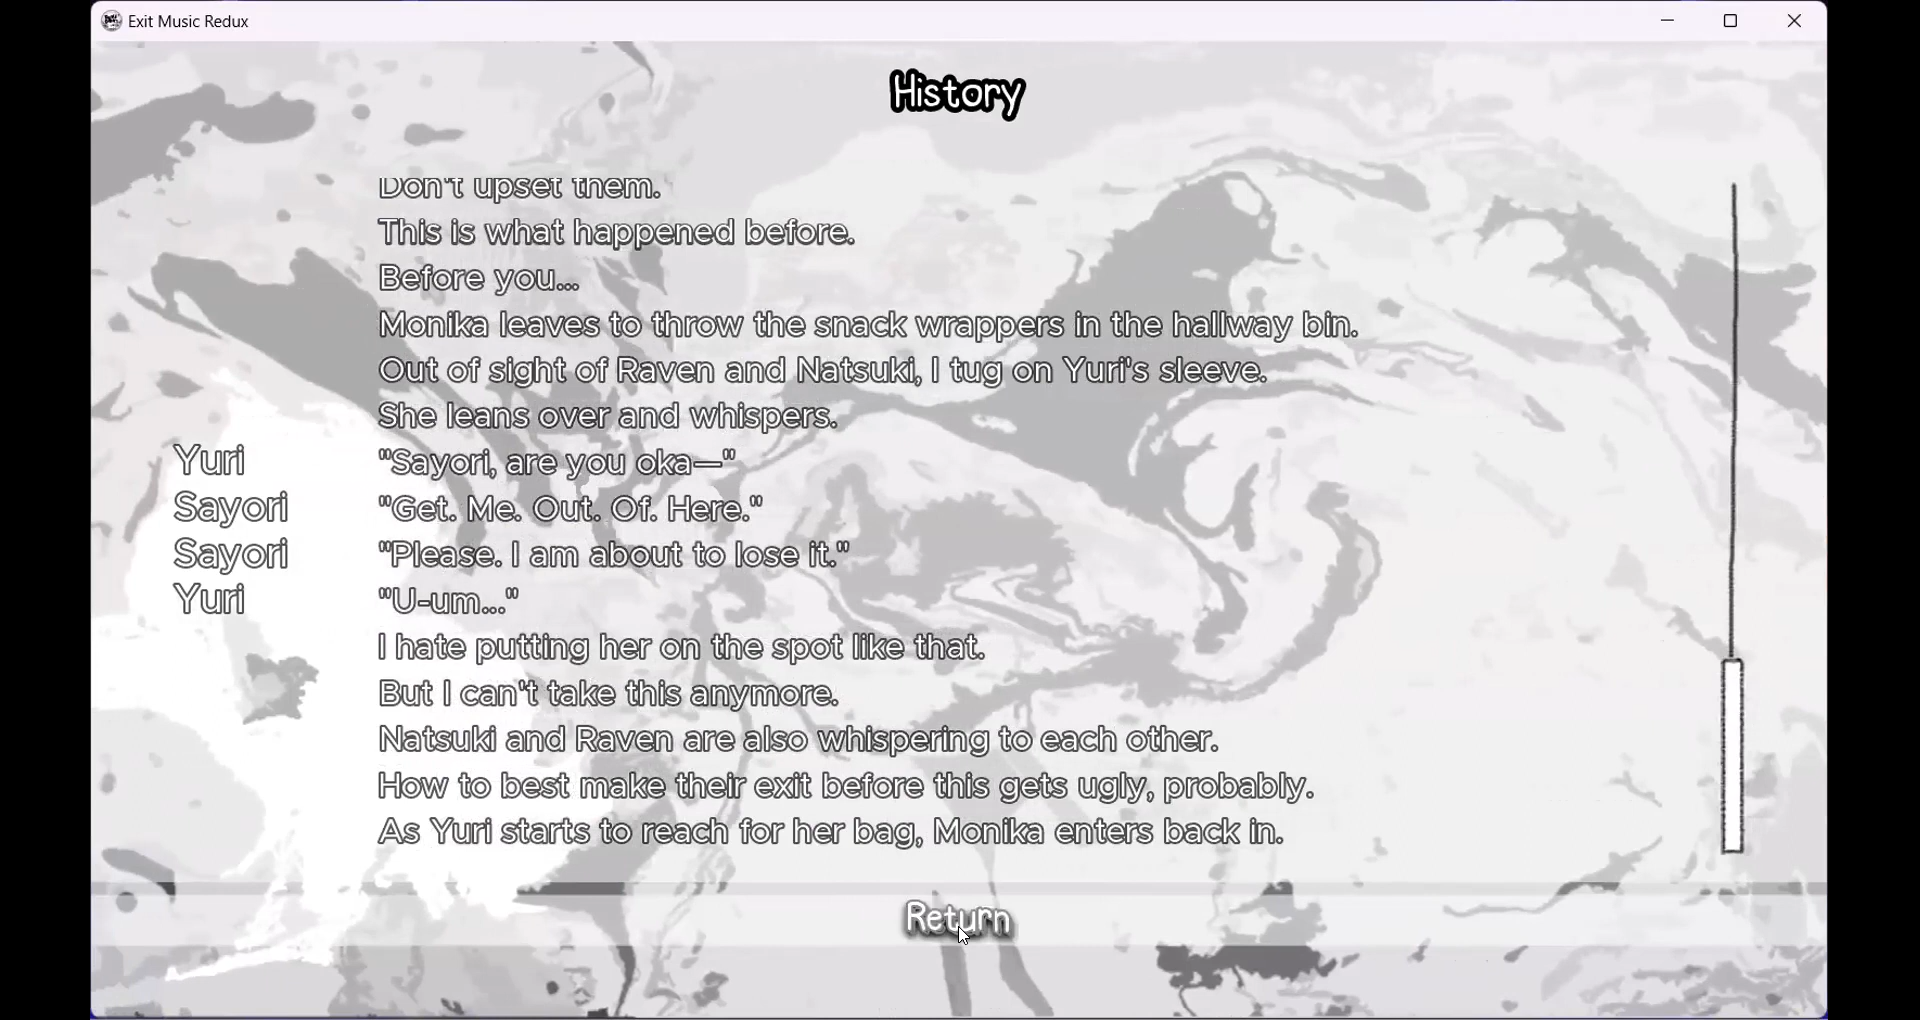 Exit Music Redux
History
Don't upset them.
This is what happened before.
Before you...
Monika leaves to throw the snack wrappers in the hallway bin.
Out of sight of Raven and Natsuki, I tug on Yuri's sleeve.
She leans over and whispers.
Yuri "Sayori, are you oka—"
Sayori "Get. Me. Out. Of. Here."
Sayori "Please. I am about to lose it."
Yuri "U-um..."
I hate putting her on the spot like that.
But I can't take this anymore.
Natsuki and Raven are also whispering to each other.
How to best make their exit before this gets ugly, probably.
As Yuri starts to reach for her bag, Monika enters back in.
Return